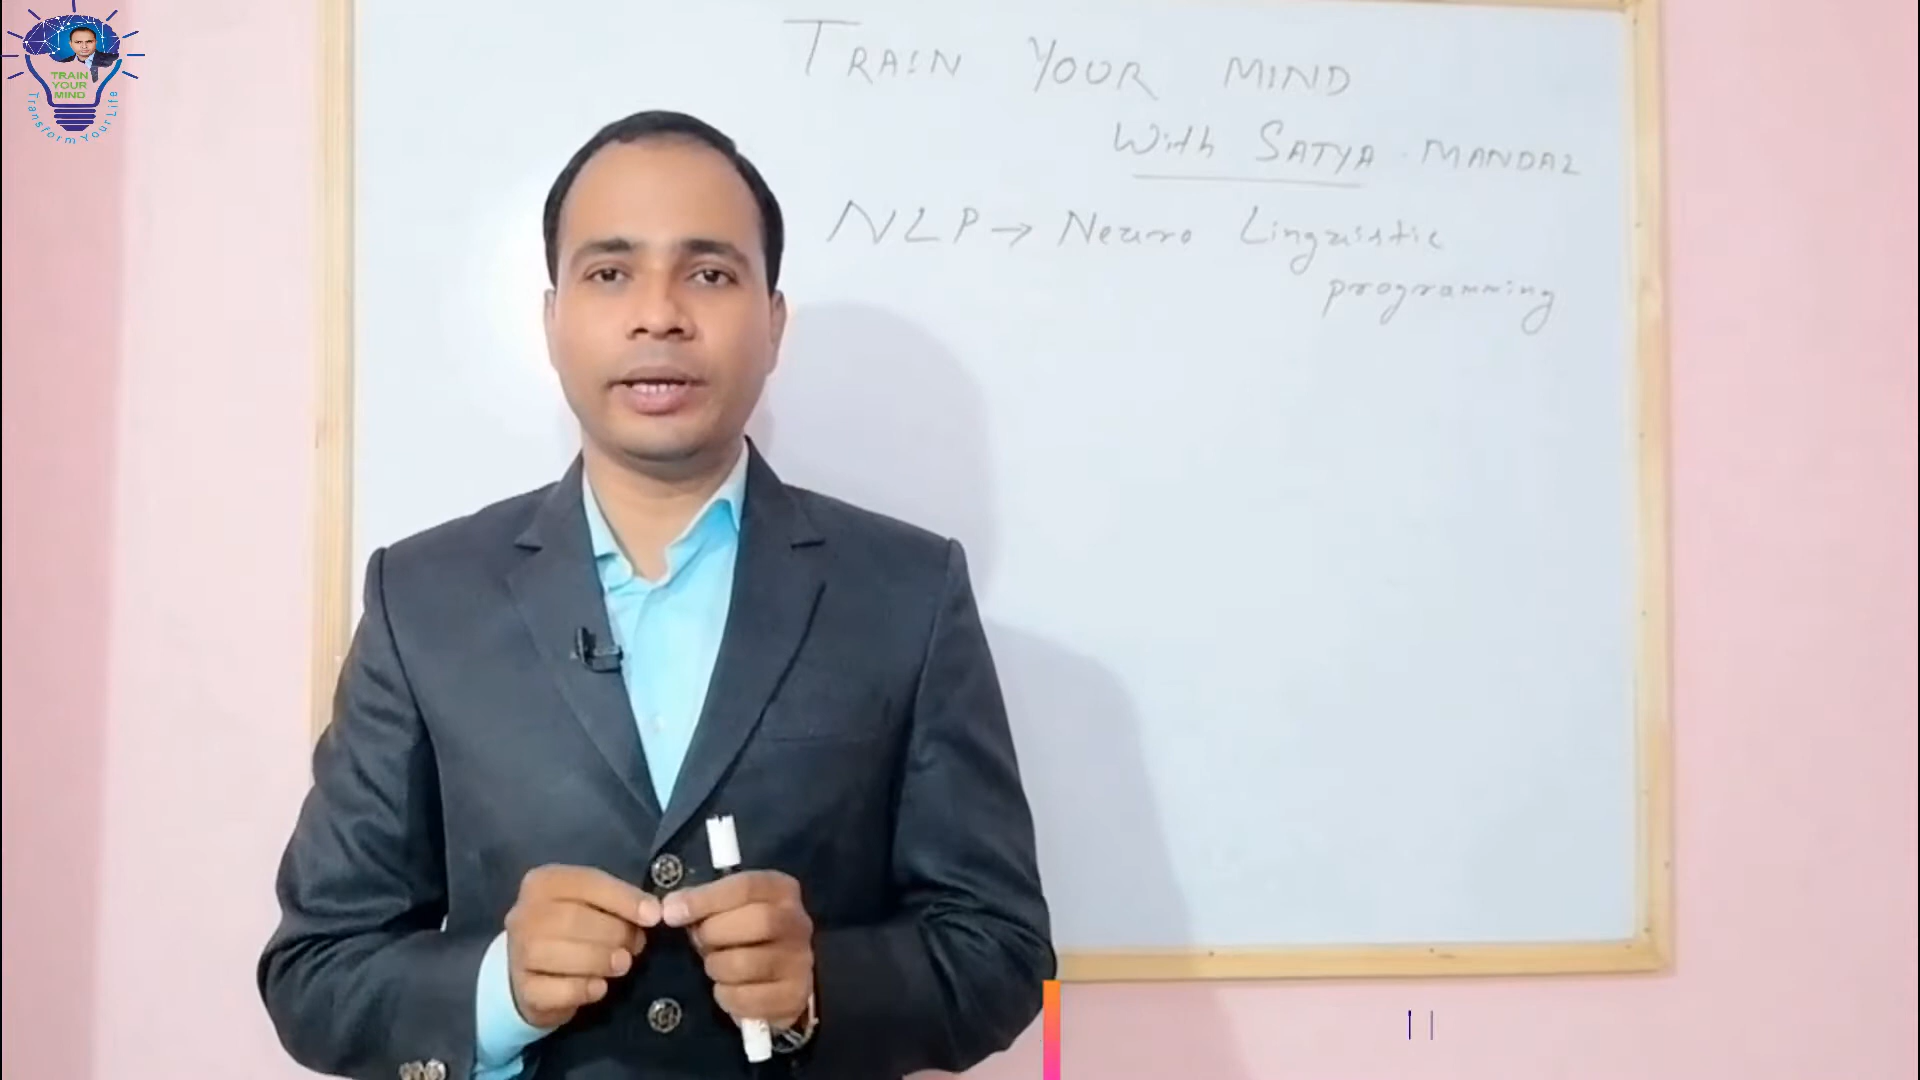 TRAIN
YOUR
MIND
Transform Your Life
TRAIN YOUR MIND
With SATYA MANDAL
NLP → Neuro Linguistic
programming